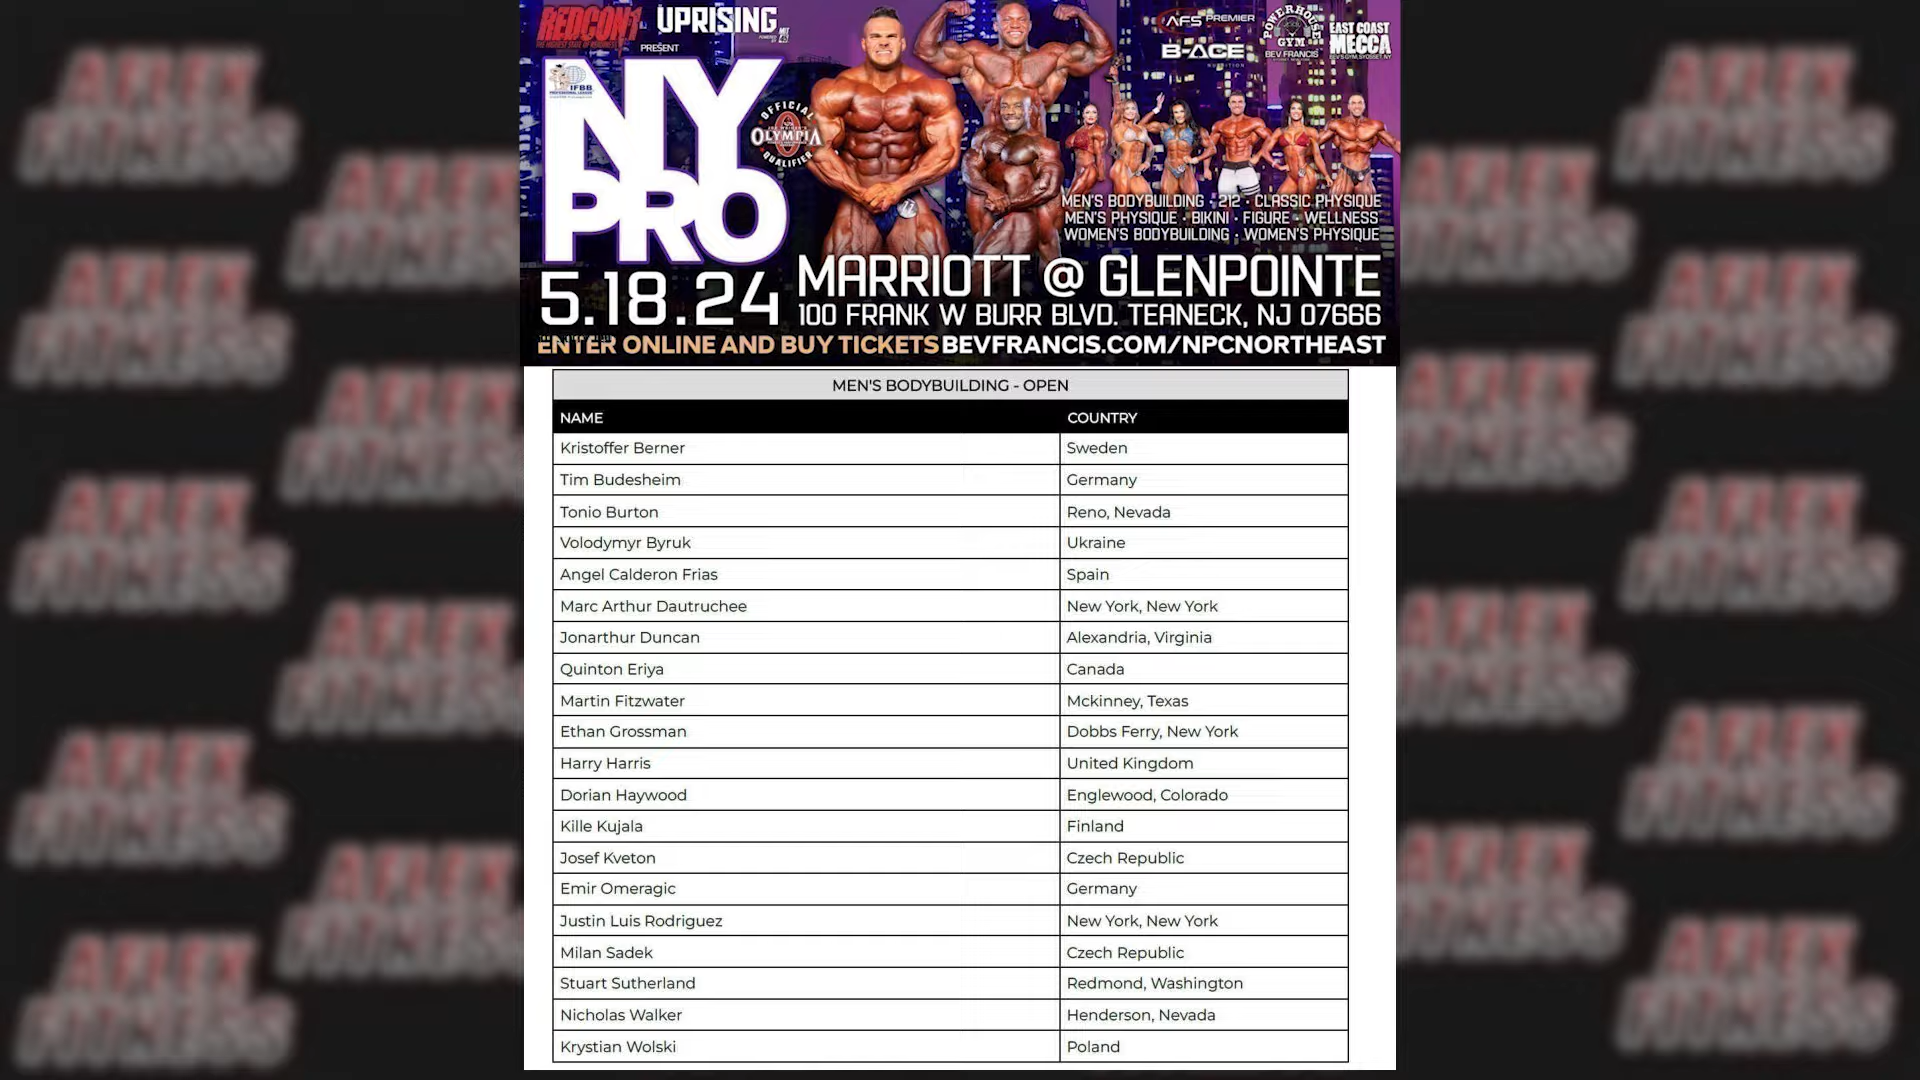 REDCON1
UPRISING
PRESENT
IFBB
NY
PRO
OFFICIAL
OLYMPIA
QUALIFIER
AFS PREMIER
B-ACE
NUTRITION
POWERHOUSE
GYM
BEV FRANCIS
EAST COAST
MECCA
MEN'S BODYBUILDING · 212 · CLASSIC PHYSIQUE
MEN'S PHYSIQUE · BIKINI · FIGURE · WELLNESS
WOMEN'S BODYBUILDING · WOMEN'S PHYSIQUE
5.18.24
MARRIOTT @ GLENPOINTE
100 FRANK W BURR BLVD. TEANECK, NJ 07666
ENTER ONLINE AND BUY TICKETS BEVFRANCIS.COM/NPCNORTHEAST
MEN'S BODYBUILDING - OPEN
NAME COUNTRY
Kristoffer Berner Sweden
Tim Budesheim Germany
Tonio Burton Reno, Nevada
Volodymyr Byruk Ukraine
Angel Calderon Frias Spain
Marc Arthur Dautruchee New York, New York
Jonarthur Duncan Alexandria, Virginia
Quinton Eriya Canada
Martin Fitzwater Mckinney, Texas
Ethan Grossman Dobbs Ferry, New York
Harry Harris United Kingdom
Dorian Haywood Englewood, Colorado
Kille Kujala Finland
Josef Kveton Czech Republic
Emir Omeragic Germany
Justin Luis Rodriguez New York, New York
Milan Sadek Czech Republic
Stuart Sutherland Redmond, Washington
Nicholas Walker Henderson, Nevada
Krystian Wolski Poland